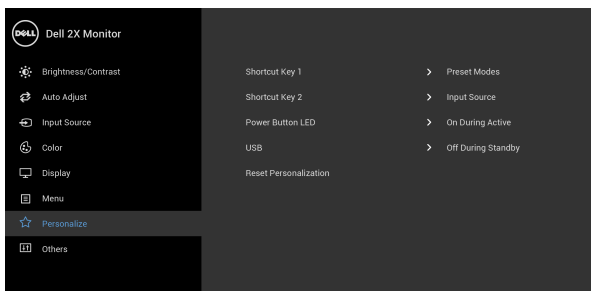 DELL Dell 2X Monitor
Brightness/Contrast Shortcut Key 1 Preset Modes
Auto Adjust Shortcut Key 2 Input Source
Input Source Power Button LED On During Active
Color USB Off During Standby
Display Reset Personalization
Menu
Personalize
Others